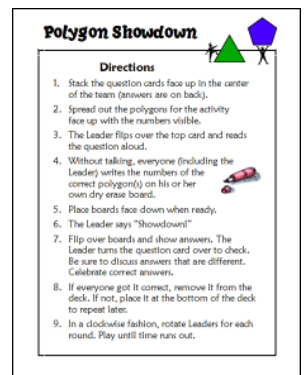 Polygon Showdown
Directions
1. Stack the question cards face up in the center
of the team (answers are on back).
2. Spread out the polygons for the activity
face up with the numbers visible.
3. The Leader flips over the top card and reads
the question aloud.
4. Without talking, everyone (including the
Leader) writes the numbers of the
correct polygon(s) on his or her
own dry erase board.
5. Place boards face down when ready.
6. The Leader says "Showdown!"
7. Flip over boards and show answers. The
Leader turns the question card over to check.
Be sure to discuss answers that are different.
Celebrate correct answers.
8. If everyone got it correct, remove it from the
deck. If not, place it at the bottom of the deck
to repeat later.
9. In a clockwise fashion, rotate Leaders for each
round. Play until time runs out.